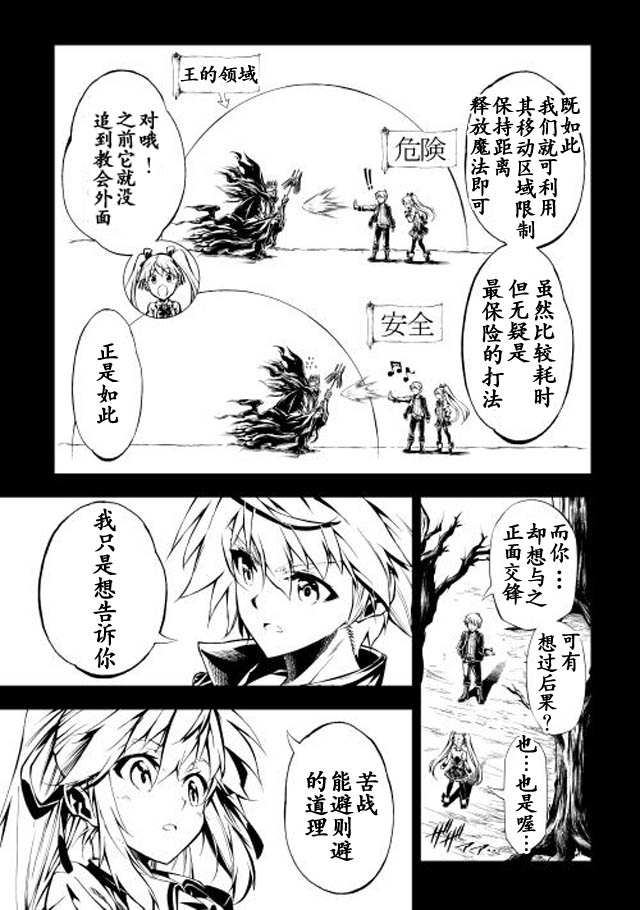 既如此
我们就可利用
其移动区域限制
保持距离
释放魔法即可
王的领域
危険
对哦！
之前它就没
追到教会外面
!!
虽然比较耗时
但无疑是
最保险的打法
安全
正是如此
而你…
却想与之
正面交锋
可有
想过后果？
也…也是喔…
我只是想告诉你
苦战
能避则避
的道理